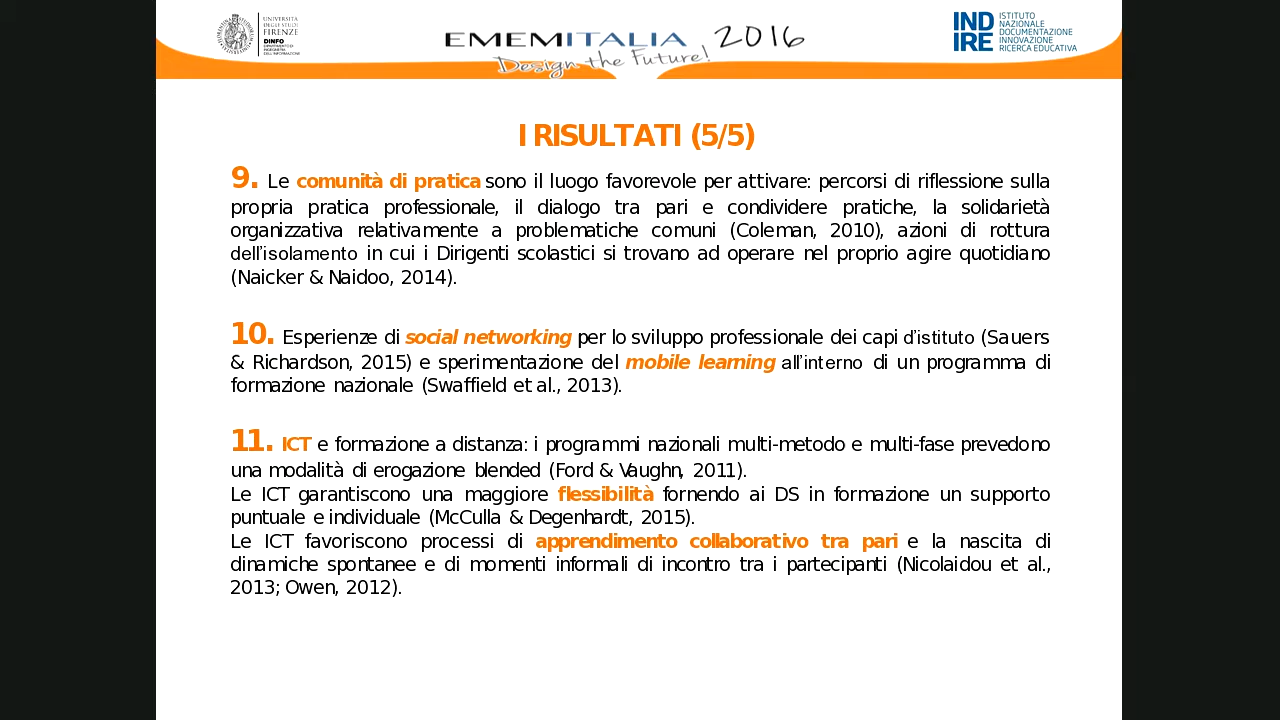 UNIVERSITÀ
DEGLI STUDI
FIRENZE
DINFO
DIPARTIMENTO DI
INGEGNERIA
DELL'INFORMAZIONE
EMEMITALIA 2016
Design the Future!
INDIRE
ISTITUTO
NAZIONALE
DOCUMENTAZIONE
INNOVAZIONE
RICERCA EDUCATIVA
I RISULTATI (5/5)
9. Le comunità di pratica sono il luogo favorevole per attivare: percorsi di riflessione sulla
propria pratica professionale, il dialogo tra pari e condividere pratiche, la solidarietà
organizzativa relativamente a problematiche comuni (Coleman, 2010), azioni di rottura
dell'isolamento in cui i Dirigenti scolastici si trovano ad operare nel proprio agire quotidiano
(Naicker & Naidoo, 2014).
10. Esperienze di social networking per lo sviluppo professionale dei capi d'istituto (Sauers
& Richardson, 2015) e sperimentazione del mobile learning all'interno di un programma di
formazione nazionale (Swaffield et al., 2013).
11. ICT e formazione a distanza: i programmi nazionali multi-metodo e multi-fase prevedono
una modalità di erogazione blended (Ford & Vaughn, 2011).
Le ICT garantiscono una maggiore flessibilità fornendo ai DS in formazione un supporto
puntuale e individuale (McCulla & Degenhardt, 2015).
Le ICT favoriscono processi di apprendimento collaborativo tra pari e la nascita di
dinamiche spontanee e di momenti informali di incontro tra i partecipanti (Nicolaidou et al.,
2013; Owen, 2012).